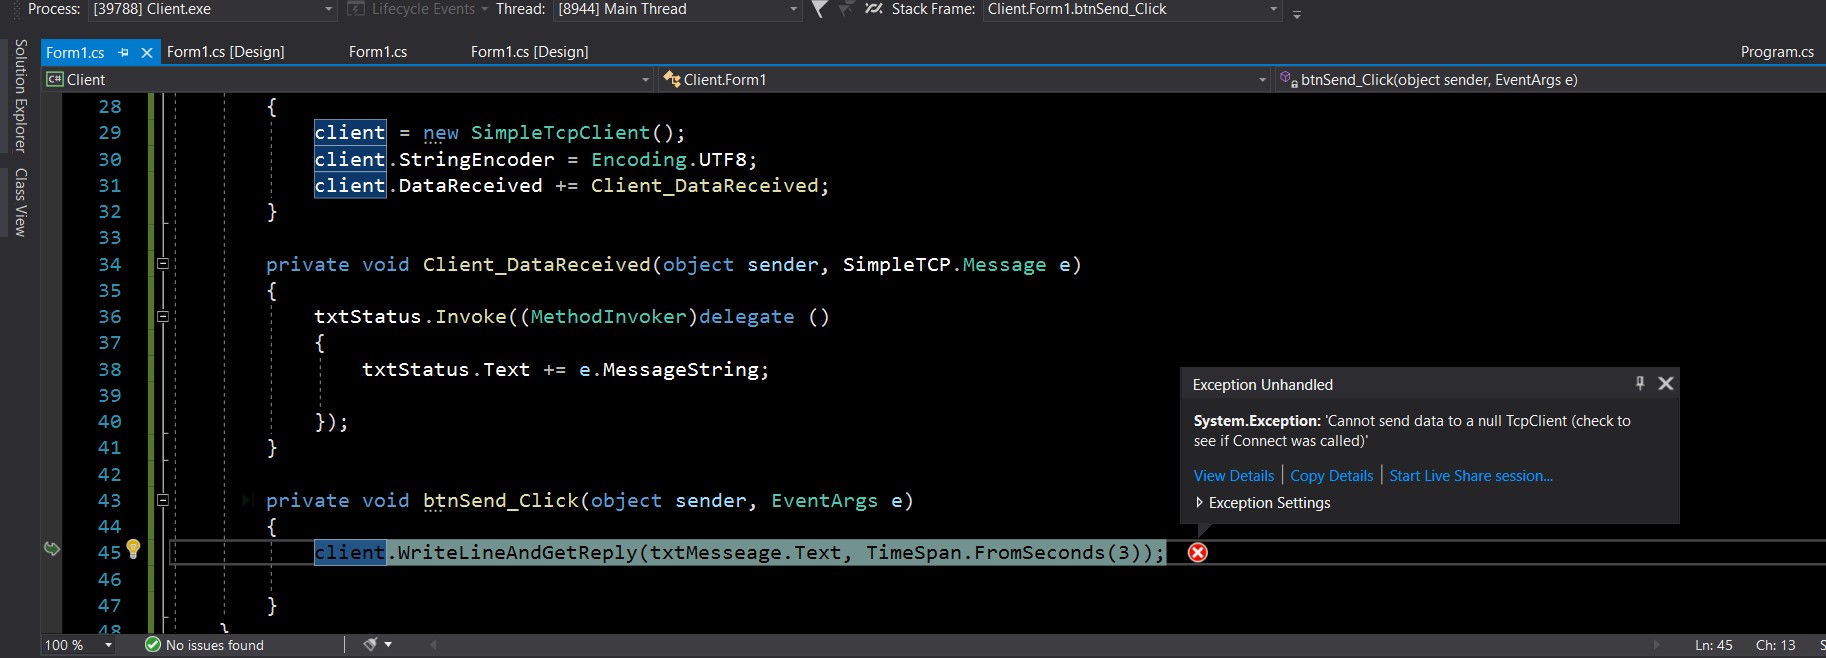 Process: [39788] Client.exe Lifecycle Events Thread: [8944] Main Thread Stack Frame: Client.Form1.btnSend_Click
Solution Explorer
Class View
Form1.cs Form1.cs [Design] Form1.cs Form1.cs [Design] Program.cs
C# Client Client.Form1 btnSend_Click(object sender, EventArgs e)
28 {
29 client = new SimpleTcpClient();
30 client.StringEncoder = Encoding.UTF8;
31 client.DataReceived += Client_DataReceived;
32 }
33
34 private void Client_DataReceived(object sender, SimpleTCP.Message e)
35 {
36 txtStatus.Invoke((MethodInvoker)delegate ()
37 {
38 txtStatus.Text += e.MessageString;
39
40 });
41 }
42
43 private void btnSend_Click(object sender, EventArgs e)
44 {
45 client.WriteLineAndGetReply(txtMesseage.Text, TimeSpan.FromSeconds(3));
46
47 }
48 }
Exception Unhandled
System.Exception: 'Cannot send data to a null TcpClient (check to
see if Connect was called)'
View Details | Copy Details | Start Live Share session...
Exception Settings
100 % No issues found Ln: 45 Ch: 13 S